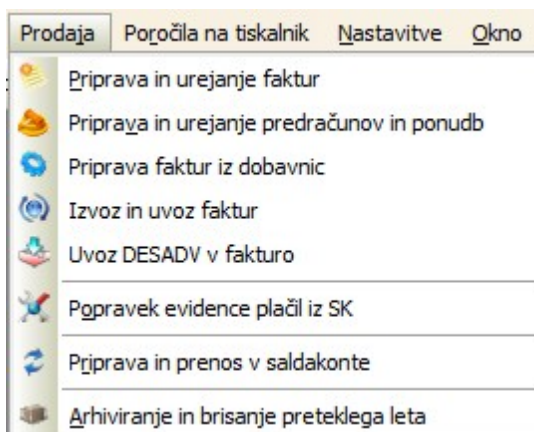 Prodaja Poročila na tiskalnik Nastavitve Okno
Priprava in urejanje faktur
Priprava in urejanje predračunov in ponudb
Priprava faktur iz dobavnic
Izvoz in uvoz faktur
Uvoz DESADV v fakturo
Popravek evidence plačil iz SK
Priprava in prenos v saldakonte
Arhiviranje in brisanje preteklega leta